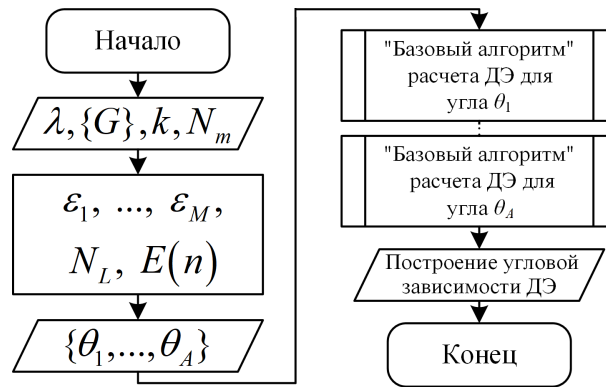 Начало
λ, {G}, k, N_m
ε_1, ..., ε_M,
N_L, E(n)
{θ_1,...,θ_A}
"Базовый алгоритм"
расчета ДЭ для
угла θ_1
"Базовый алгоритм"
расчета ДЭ для
угла θ_A
Построение угловой
зависимости ДЭ
Конец